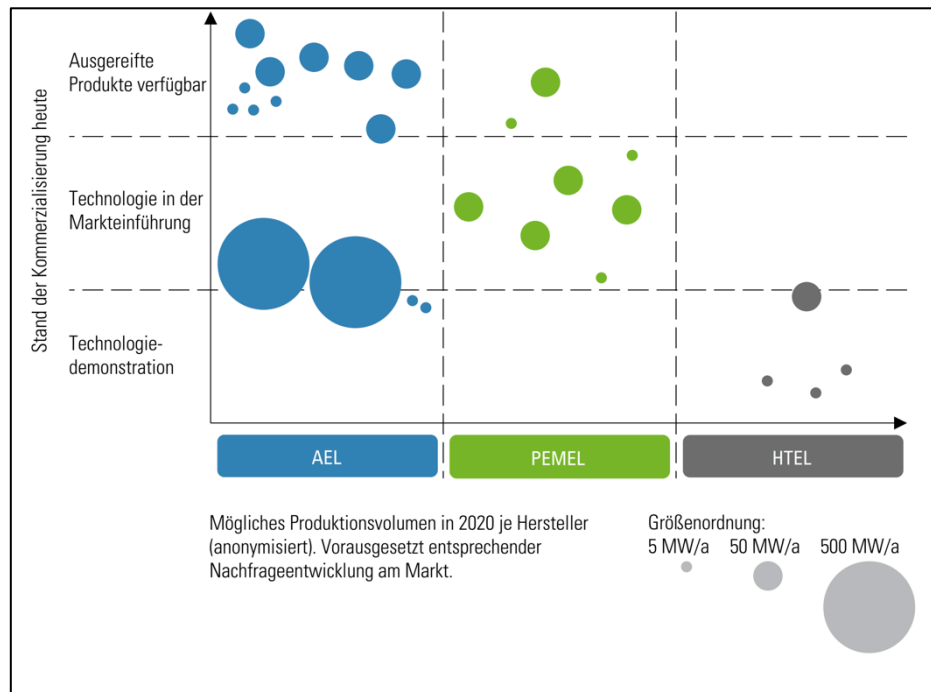 Stand der Kommerzialisierung heute
Ausgereifte
Produkte verfügbar
Technologie in der
Markteinführung
Technologie-
demonstration
AEL
PEMEL
HTEL
Mögliches Produktionsvolumen in 2020 je Hersteller
(anonymisiert). Vorausgesetzt entsprechender
Nachfrageentwicklung am Markt.
Größenordnung:
5 MW/a 50 MW/a 500 MW/a